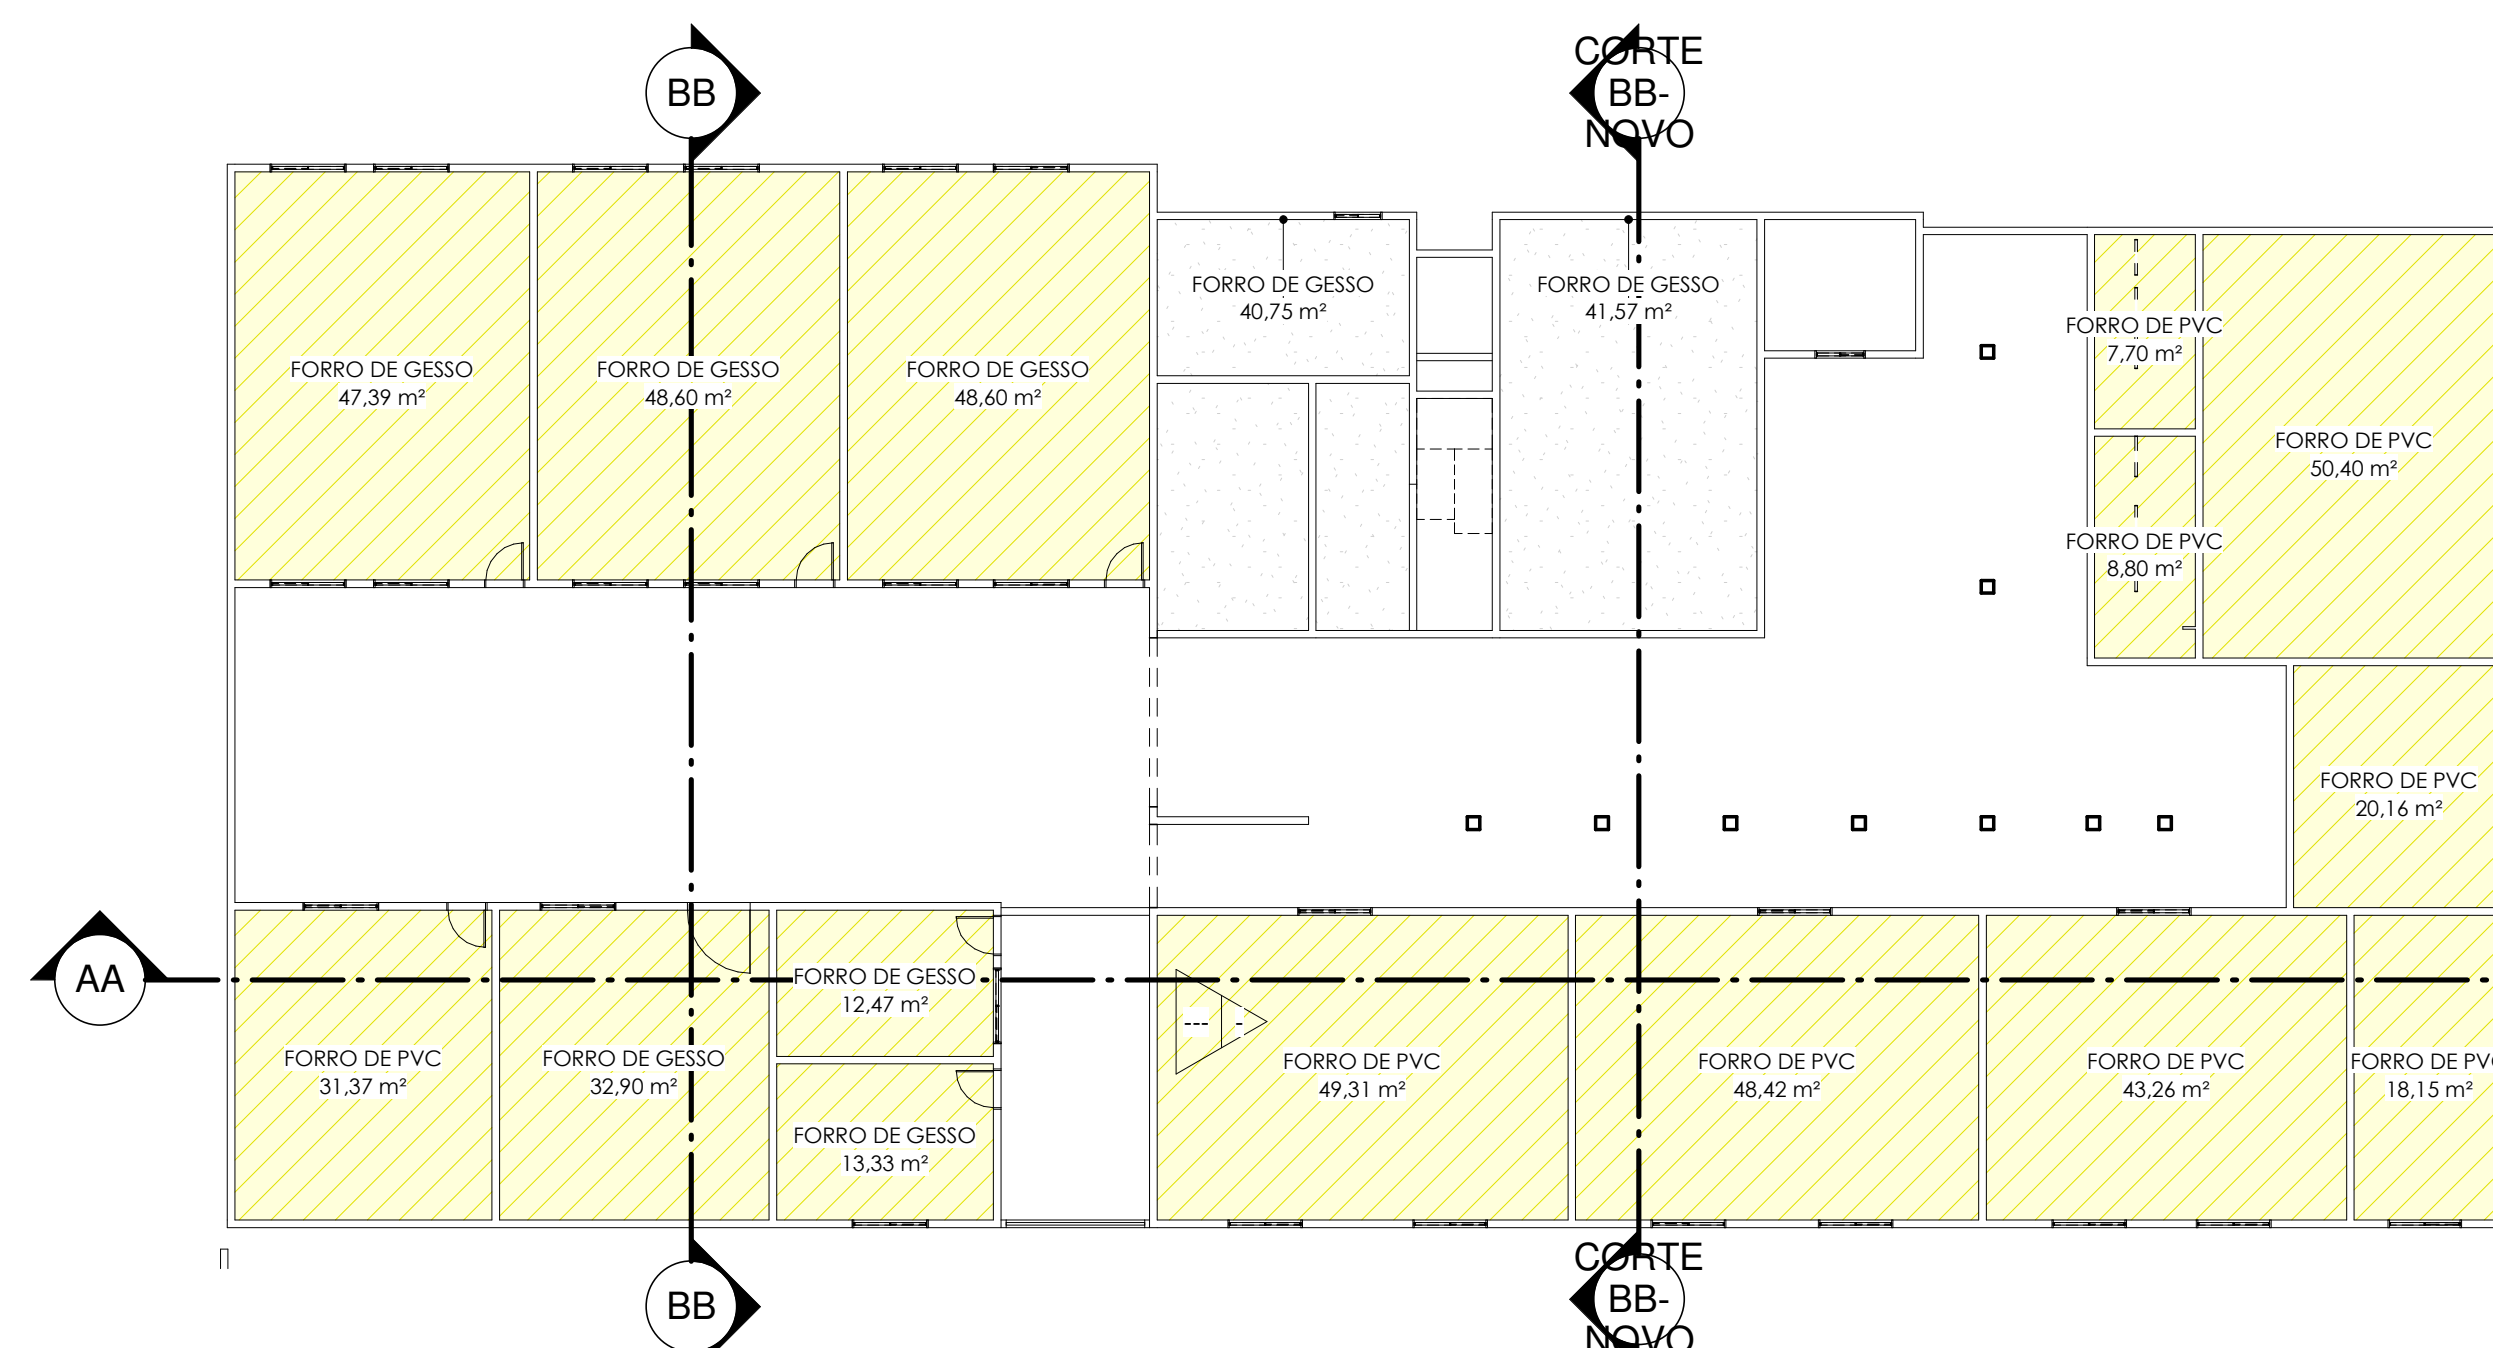 BB
CORTE
BB-
NOVO
FORRO DE GESSO
40,75 m²
FORRO DE GESSO
41,57 m²
FORRO DE PVC
7,70 m²
FORRO DE GESSO
47,39 m²
FORRO DE GESSO
48,60 m²
FORRO DE GESSO
48,60 m²
FORRO DE PVC
50,40 m²
FORRO DE PVC
8,80 m²
FORRO DE PVC
20,16 m²
AA
FORRO DE GESSO
12,47 m²
--- -
FORRO DE PVC
31,37 m²
FORRO DE GESSO
32,90 m²
FORRO DE PVC
49,31 m²
FORRO DE PVC
48,42 m²
FORRO DE PVC
43,26 m²
FORRO DE PVC
18,15 m²
FORRO DE GESSO
13,33 m²
BB
CORTE
BB-
NOVO